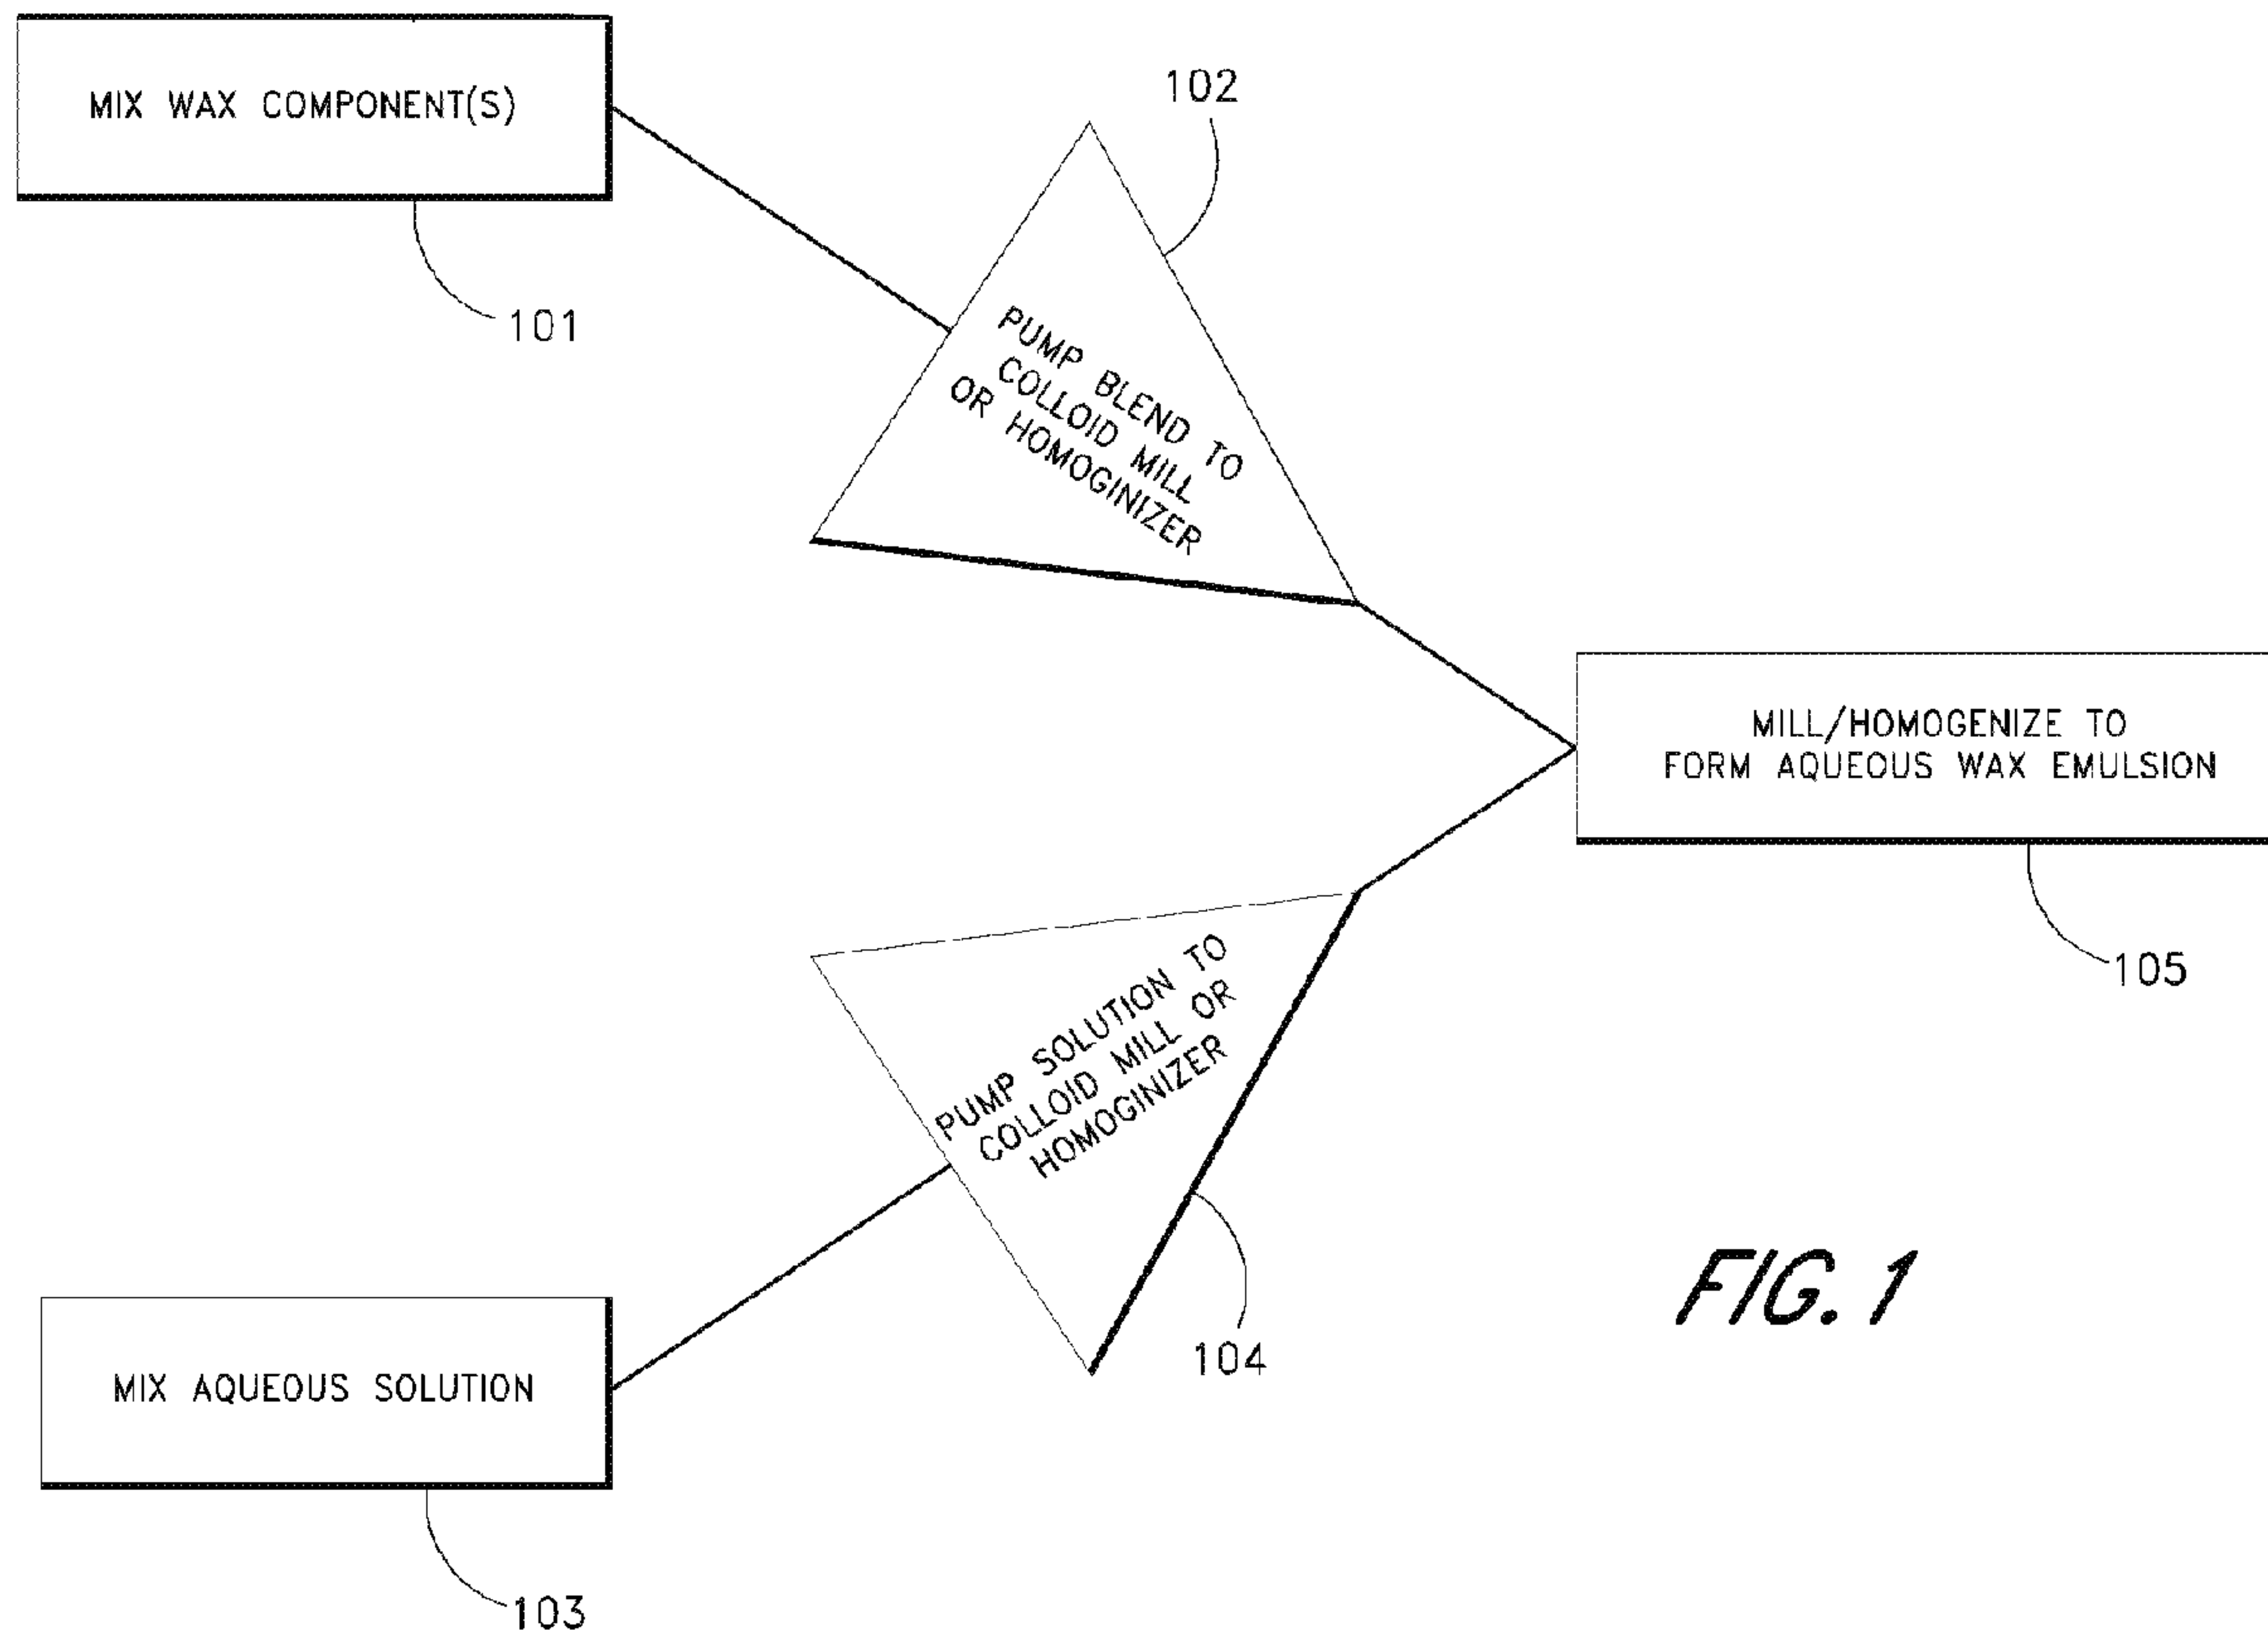 MIX WAX COMPONENT(S)
101
102
PUMP BLEND TO
COLLOID MILL
OR HOMOGINIZER
MILL/HOMOGENIZE TO
FORM AQUEOUS WAX EMULSION
105
PUMP SOLUTION TO
COLLOID MILL OR
HOMOGINIZER
104
MIX AQUEOUS SOLUTION
103
FIG. 1